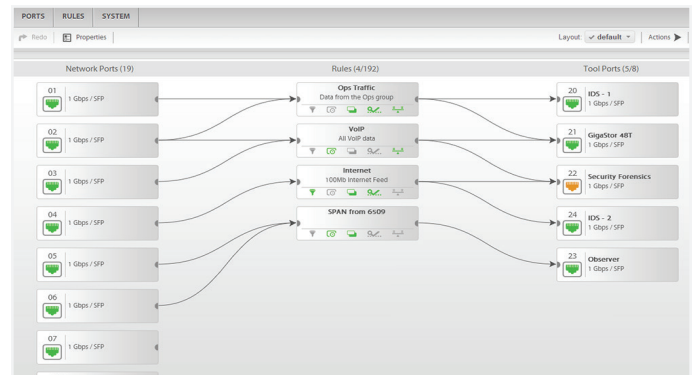 PORTS RULES SYSTEM
Redo Properties Layout: default Actions
Network Ports (19) Rules (4/192) Tool Ports (5/8)
01
1 Gbps / SFP
02
1 Gbps / SFP
03
1 Gbps / SFP
04
1 Gbps / SFP
05
1 Gbps / SFP
06
1 Gbps / SFP
07
1 Gbps / SFP
Ops Traffic
Data from the Ops group
VoIP
All VoIP data
Internet
100Mb Internet Feed
SPAN from 6509
20 IDS - 1
1 Gbps / SFP
21 GigaStor 48T
1 Gbps / SFP
22 Security Forensics
1 Gbps / SFP
24 IDS - 2
1 Gbps / SFP
23 Observer
1 Gbps / SFP